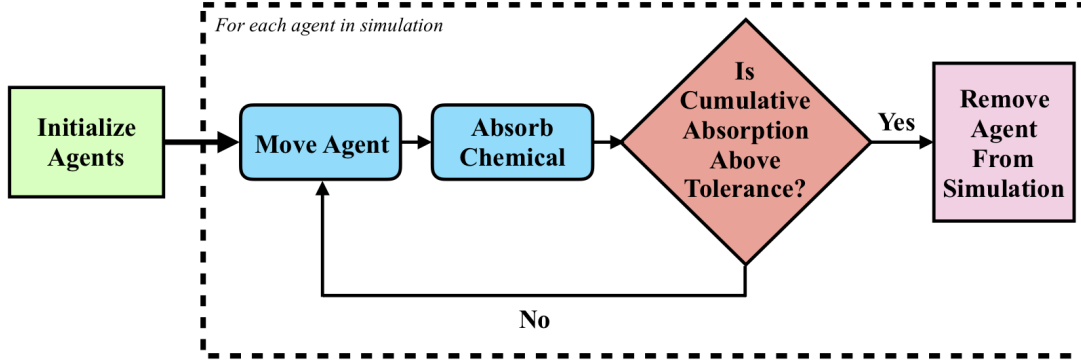 For each agent in simulation
Initialize
Agents
Move Agent
Absorb
Chemical
Is
Cumulative
Absorption
Above
Tolerance?
Yes
Remove
Agent
From
Simulation
No